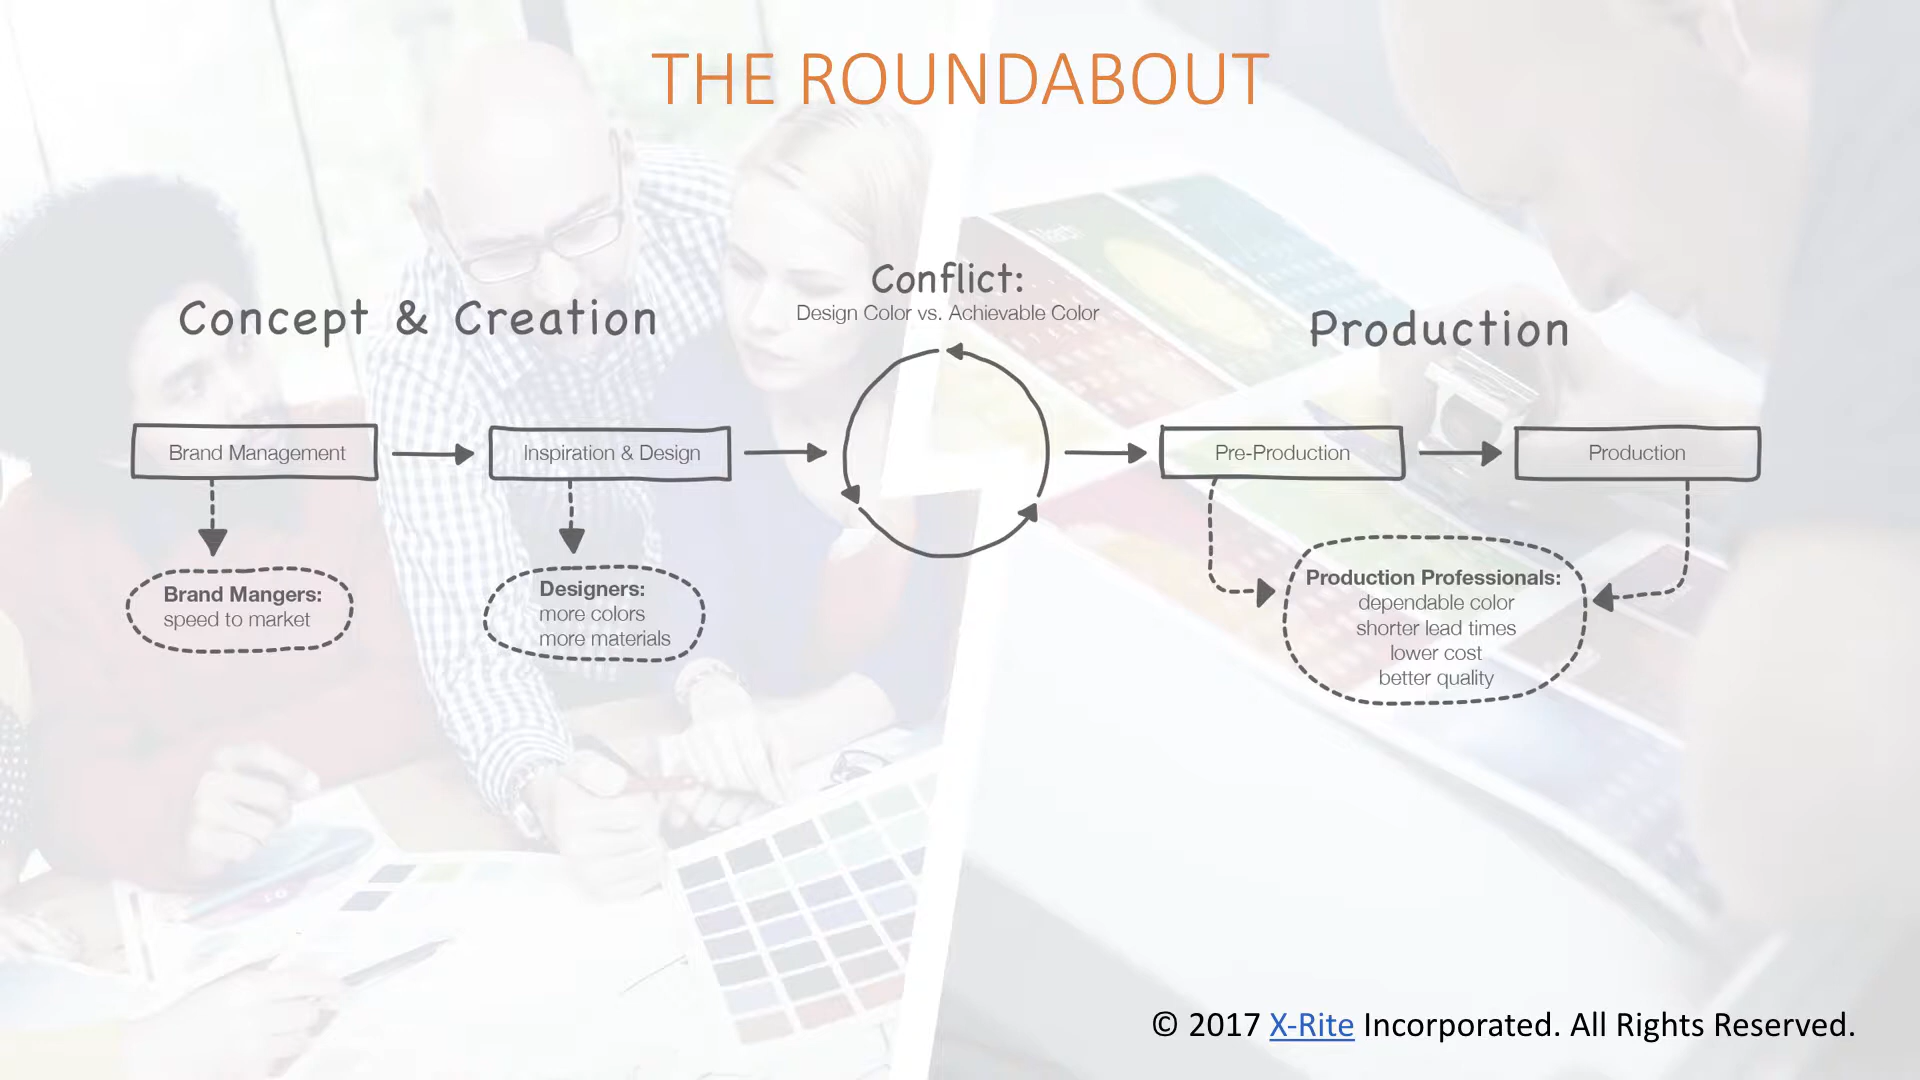 THE ROUNDABOUT
Concept & Creation
Conflict:
Design Color vs. Achievable Color
Production
Brand Management
Inspiration & Design
Pre-Production
Production
Brand Mangers:
speed to market
Designers:
more colors
more materials
Production Professionals:
dependable color
shorter lead times
lower cost
better quality
© 2017 X-Rite Incorporated. All Rights Reserved.